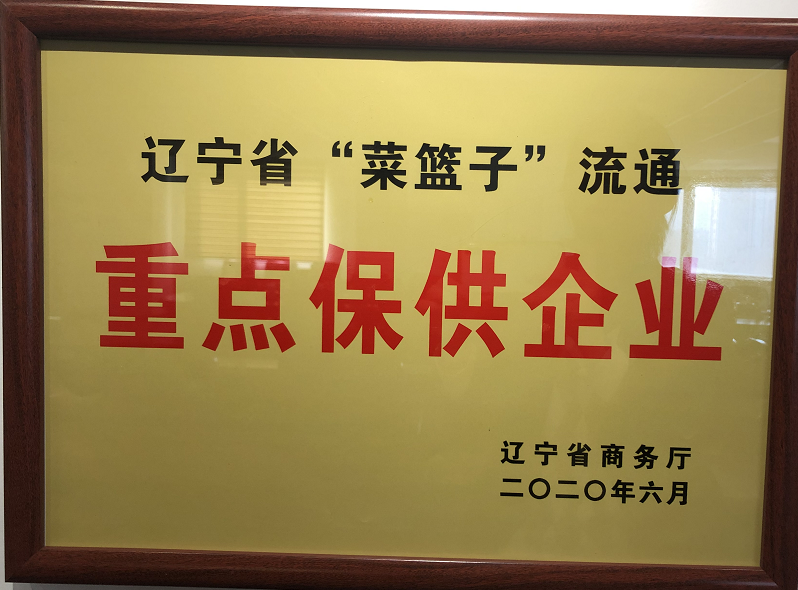 辽宁省“菜篮子”流通
重点保供企业
辽宁省商务厅
二〇二〇年六月